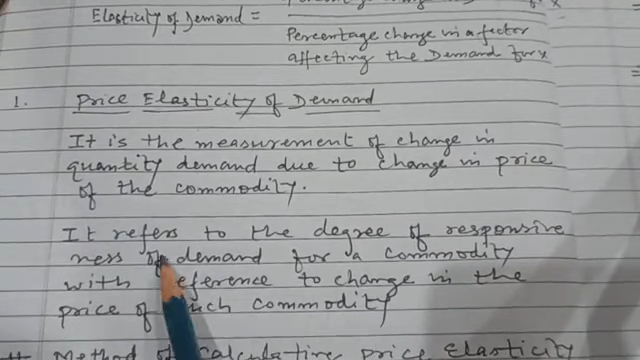 Elasticity of Demand =
Percentage change in a factor
affecting the Demand for x
1. Price Elasticity of Demand
It is the measurement of change in
quantity demand due to change in price
of the commodity.
It refers to the degree of responsive
ness of demand for a commodity
with reference to change in the
price of such commodity
Method of calculating price Elasticity